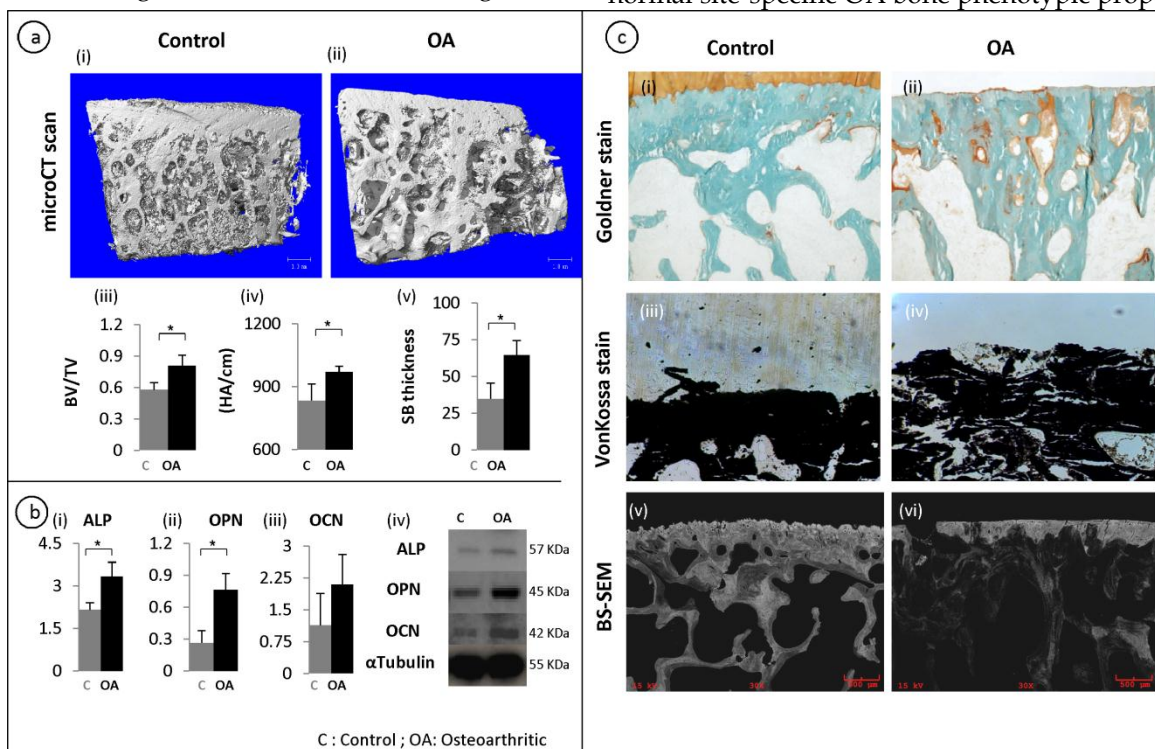 normal site-specific OA bone phenotypic prop
a
Control
OA
(i)
(ii)
microCT scan
(iii)
(iv)
(v)
BV/TV
1.2
0.9
0.6
0.3
0
*
C OA
(HA/cm)
1200
900
600
*
C OA
SB thickness
100
75
50
25
0
*
C OA
b
(i) ALP
4.5
3
1.5
0
*
C OA
(ii) OPN
1.2
0.9
0.6
0.3
0
*
C OA
(iii) OCN
3
2.25
1.5
0.75
0
C OA
(iv)
C OA
ALP 57 KDa
OPN 45 KDa
OCN 42 KDa
αTubulin 55 KDa
C : Control ; OA: Osteoarthritic
c
Control
OA
Goldner stain
(i)
(ii)
VonKossa stain
(iii)
(iv)
BS-SEM
(v)
15 kV 30X 500 µm
(vi)
15 kV 30X 500 µm